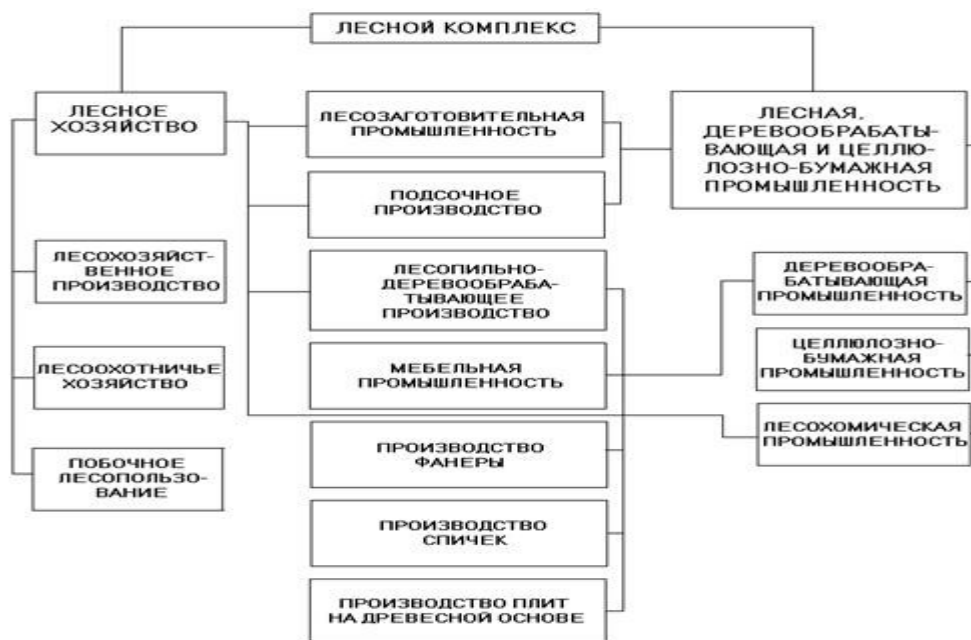 ЛЕСНОЙ КОМПЛЕКС
ЛЕСНОЕ
ХОЗЯЙСТВО
ЛЕСОХОЗЯЙСТ-
ВЕННОЕ
ПРОИЗВОДСТВО
ЛЕСООХОТНИЧЬЕ
ХОЗЯЙСТВО
ПОБОЧНОЕ
ЛЕСОПОЛЬЗО-
ВАНИЕ
ЛЕСОЗАГОТОВИТЕЛЬНАЯ
ПРОМЫШЛЕННОСТЬ
ПОДСОЧНОЕ
ПРОИЗВОДСТВО
ЛЕСОПИЛЬНО-
ДЕРЕВООБРАБА-
ТЫВАЮЩЕЕ
ПРОИЗВОДСТВО
МЕБЕЛЬНАЯ
ПРОМЫШЛЕННОСТЬ
ПРОИЗВОДСТВО
ФАНЕРЫ
ПРОИЗВОДСТВО
СПИЧЕК
ПРОИЗВОДСТВО ПЛИТ
НА ДРЕВЕСНОЙ ОСНОВЕ
ЛЕСНАЯ,
ДЕРЕВООБРАБАТЫ-
ВАЮЩАЯ И ЦЕЛЛЮ-
ЛОЗНО-БУМАЖНАЯ
ПРОМЫШЛЕННОСТЬ
ДЕРЕВООБРА-
БАТЫВАЮЩАЯ
ПРОМЫШЛЕННОСТЬ
ЦЕЛЛЮЛОЗНО-
БУМАЖНАЯ
ПРОМЫШЛЕННОСТЬ
ЛЕСОХОМИЧЕСКАЯ
ПРОМЫШЛЕННОСТЬ